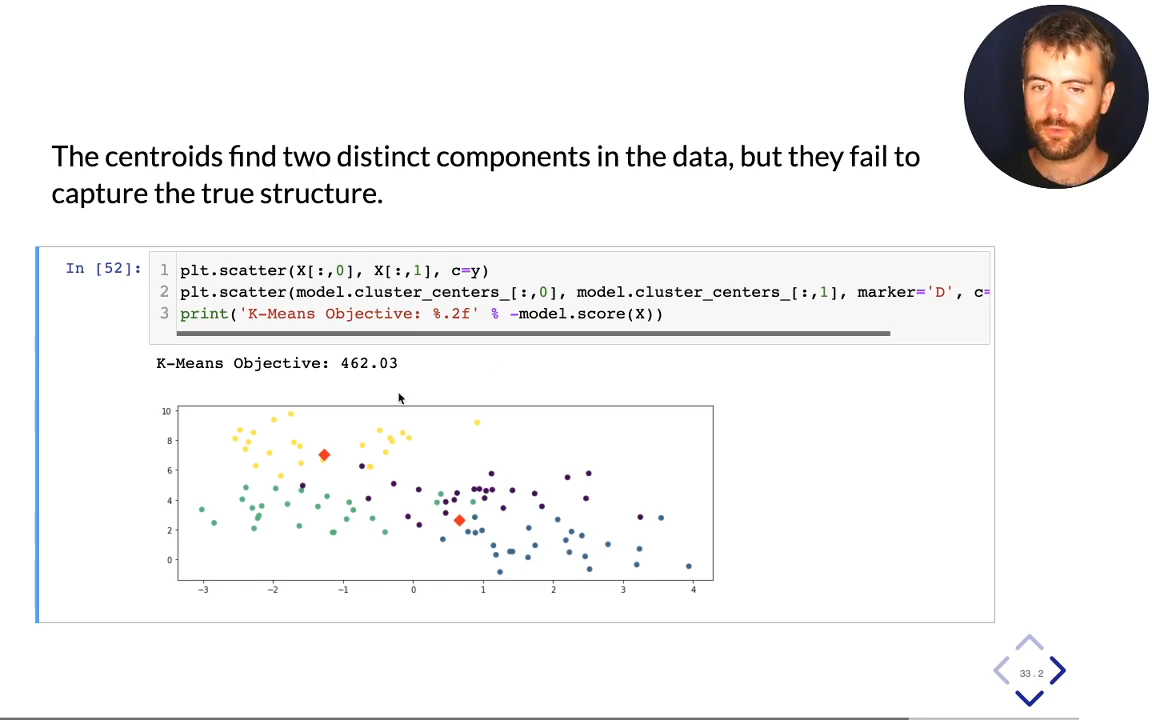 The centroids find two distinct components in the data, but they fail to
capture the true structure.
In [52]:
1 plt.scatter(X[:,0], X[:,1], c=y)
2 plt.scatter(model.cluster_centers_[:,0], model.cluster_centers_[:,1], marker='D', c=
3 print('K-Means Objective: %.2f' % -model.score(X))
K-Means Objective: 462.03
10
8
6
4
2
0
−3 −2 −1 0 1 2 3 4
33.2